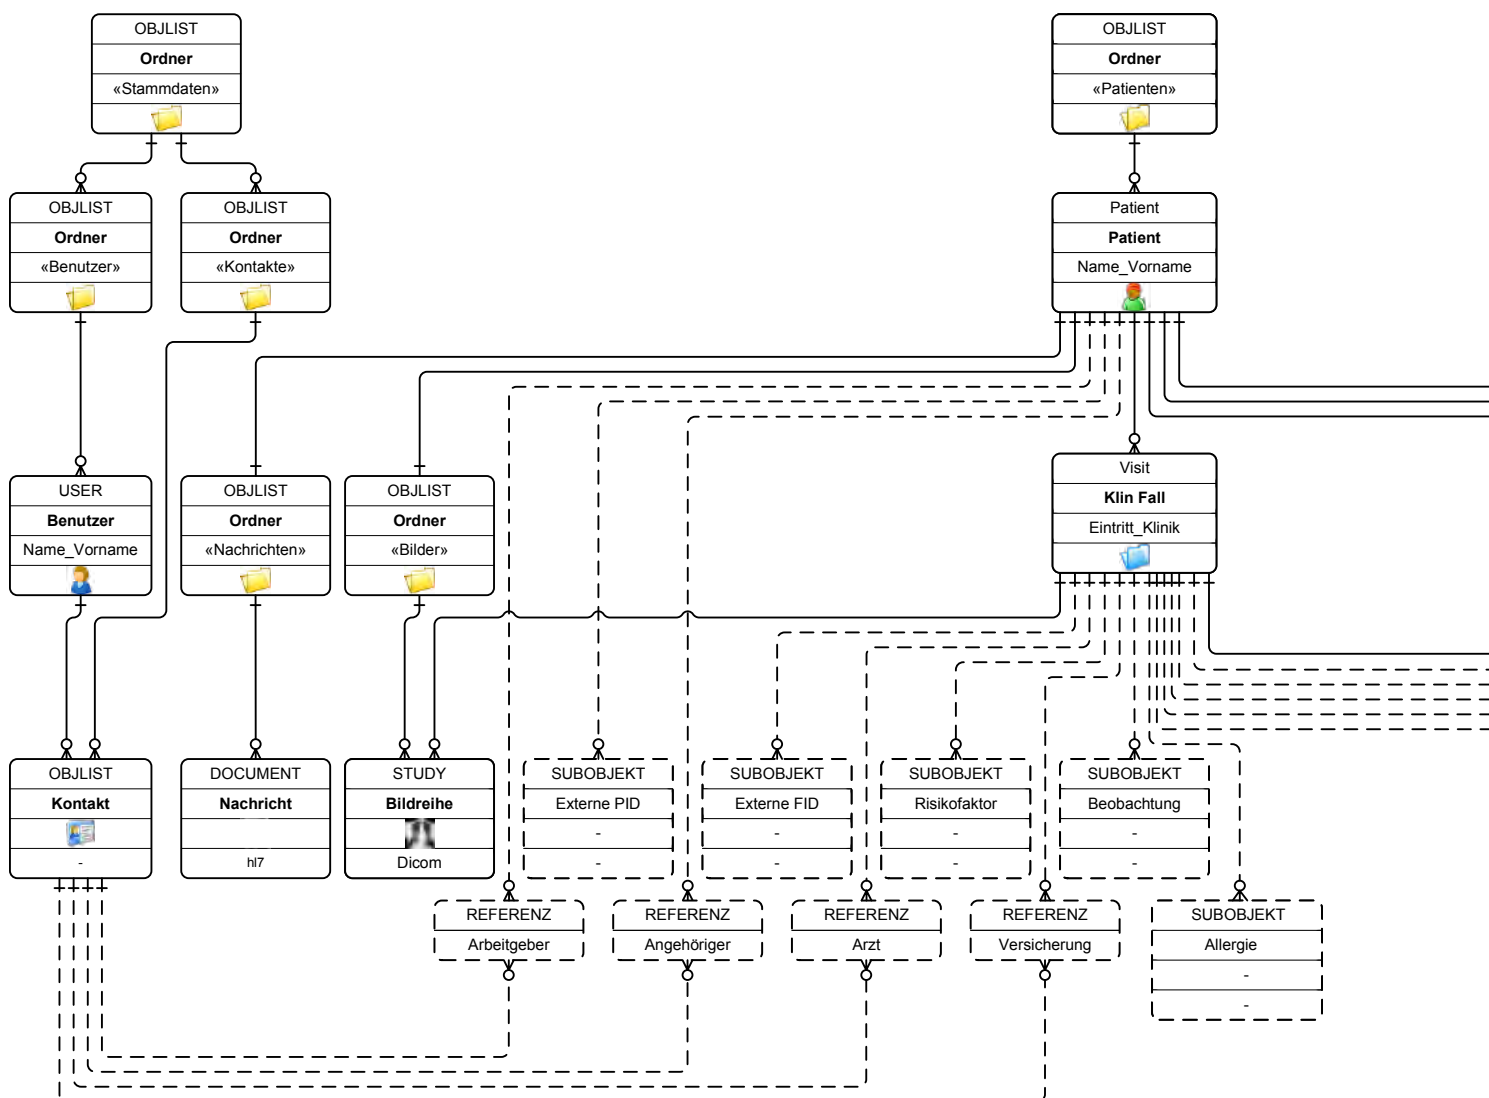 OBJLIST
Ordner
«Stammdaten»
OBJLIST
Ordner
«Patienten»
OBJLIST
Ordner
«Benutzer»
OBJLIST
Ordner
«Kontakte»
Patient
Patient
Name_Vorname
Visit
Klin Fall
Eintritt_Klinik
USER
Benutzer
Name_Vorname
OBJLIST
Ordner
«Nachrichten»
OBJLIST
Ordner
«Bilder»
OBJLIST
Kontakt
-
DOCUMENT
Nachricht
hl7
STUDY
Bildreihe
Dicom
SUBOBJEKT
Externe PID
-
-
SUBOBJEKT
Externe FID
-
-
SUBOBJEKT
Risikofaktor
-
-
SUBOBJEKT
Beobachtung
-
-
REFERENZ
Arbeitgeber
REFERENZ
Angehöriger
REFERENZ
Arzt
REFERENZ
Versicherung
SUBOBJEKT
Allergie
-
-